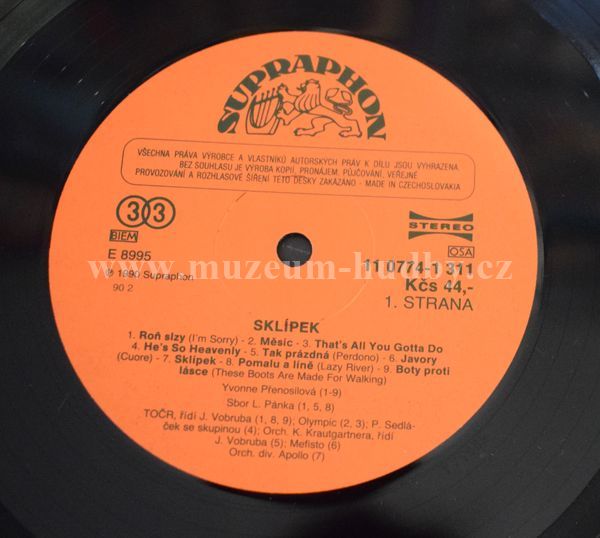 SUPRAPHON
VŠECHNA PRÁVA VÝROBCE A VLASTNÍKŮ AUTORSKÝCH PRÁV K DÍLU JSOU VYHRAZENA.
BEZ SOUHLASU JE VÝROBA KOPIÍ, PRONÁJEM, PŮJČOVÁNÍ, VEŘEJNÉ
PROVOZOVÁNÍ A ROZHLASOVÉ ŠÍŘENÍ TÉTO DESKY ZAKÁZÁNO - MADE IN CZECHOSLOVAKIA
33
BIEM
STEREO
OSA
E 8995
℗ 1990 Supraphon
90 2
11 0774-1 311
Kčs 44,-
1. STRANA
www.muzeum-hudby.cz
SKLÍPEK
1. Roň slzy (I'm Sorry) - 2. Měsíc - 3. That's All You Gotta Do
4. He's So Heavenly - 5. Tak prázdná (Perdono) - 6. Javory
(Cuore) - 7. Sklípek - 8. Pomalu a líně (Lazy River) - 9. Boty proti
lásce (These Boots Are Made For Walking)
Yvonne Přenosilová (1-9)
Sbor L. Pánka (1, 5, 8)
TOČR, řídí J. Vobruba (1, 8, 9); Olympic (2, 3); P. Sedlá-
ček se skupinou (4); Orch. K. Krautgartnera, řídí
J. Vobruba (5); Mefisto (6)
Orch. div. Apollo (7)